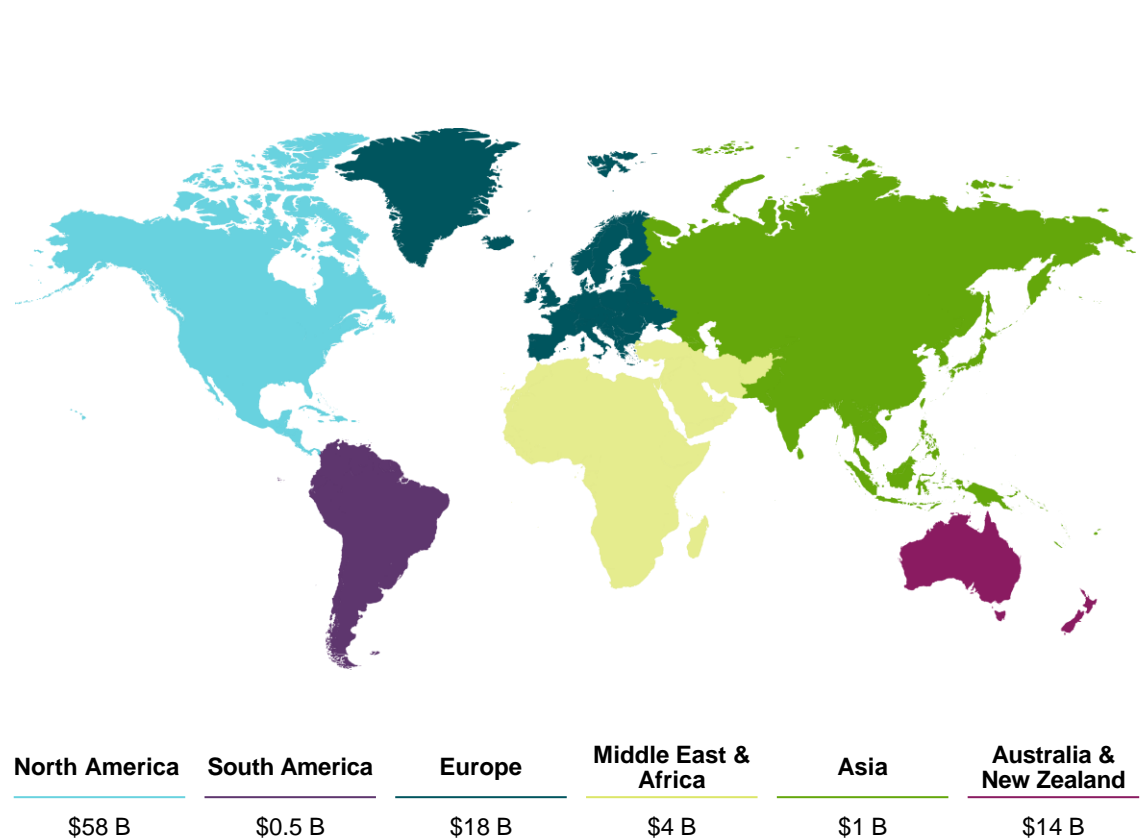 North America
South America
Europe
Middle East &
Africa
Asia
Australia &
New Zealand
$58 B
$0.5 B
$18 B
$4 B
$1 B
$14 B